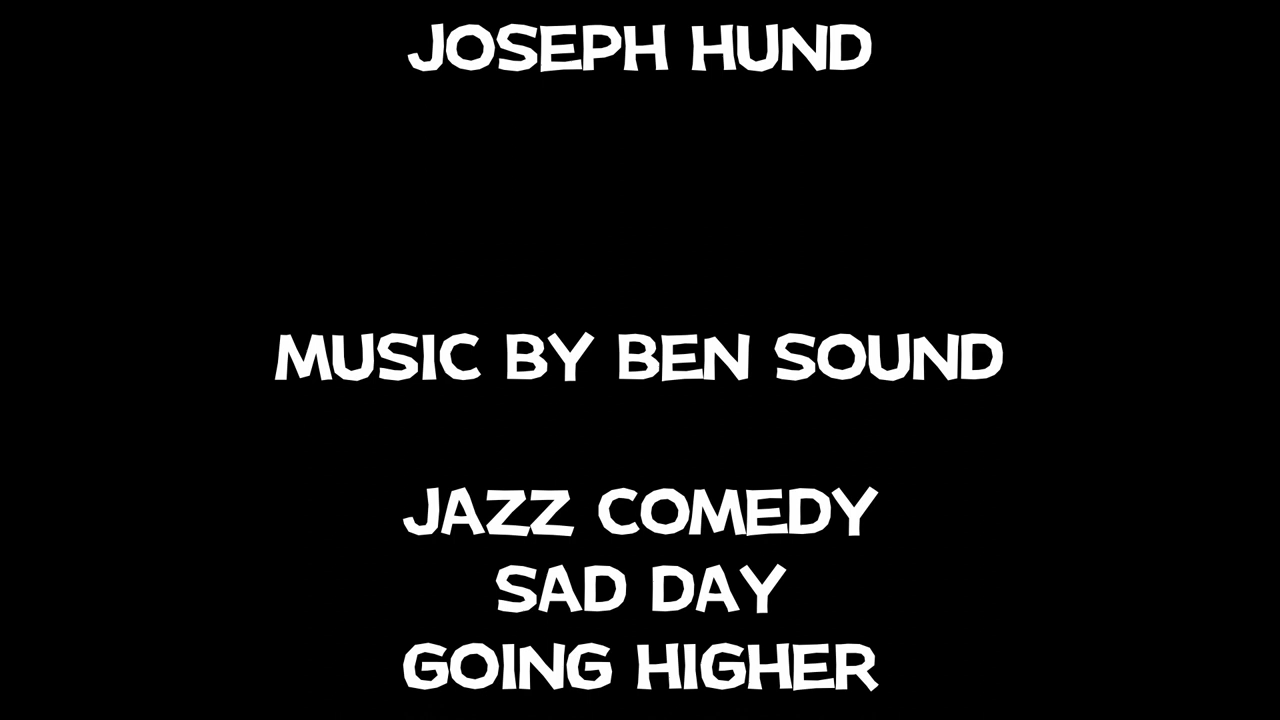 JOSEPH HUND
MUSIC BY BEN SOUND
JAZZ COMEDY
SAD DAY
GOING HIGHER